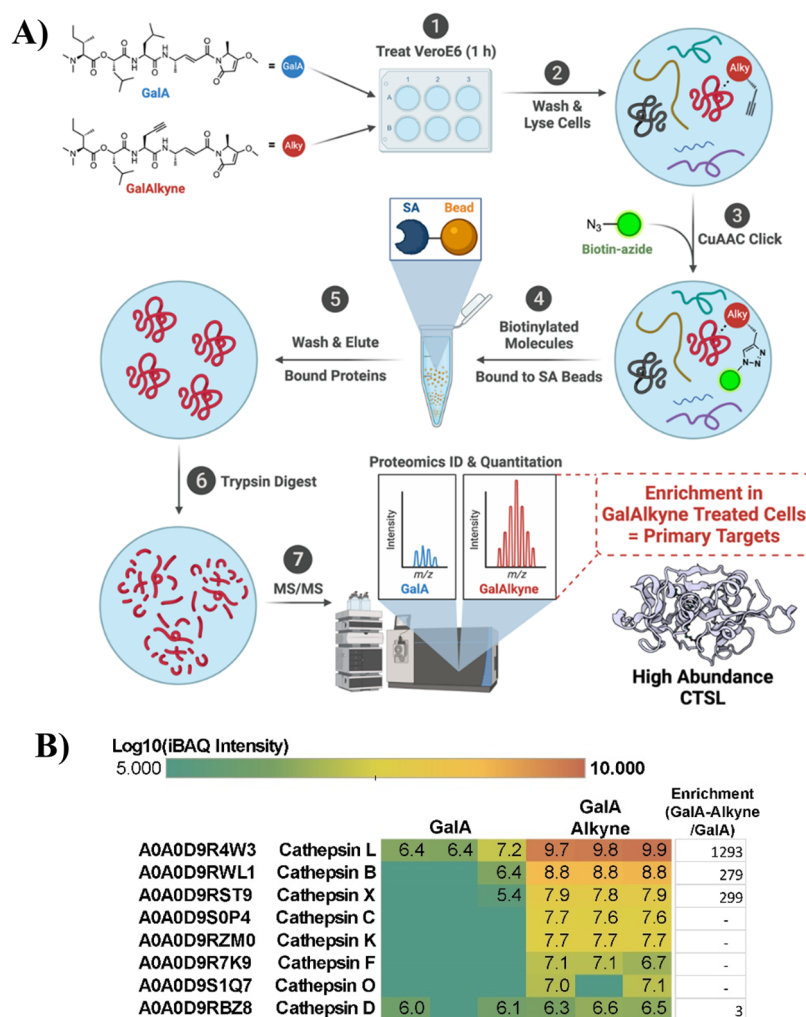 A)
1
Treat VeroE6 (1 h)
GalA
= GalA
GalAlkyne
= Alky
1 2 3
A
B
2
Wash &
Lyse Cells
Alky
3
CuAAC Click
N3
Biotin-azide
SA Bead
4
Biotinylated
Molecules
Bound to SA Beads
Alky
N
N
N
5
Wash & Elute
Bound Proteins
6
Trypsin Digest
7
MS/MS
Proteomics ID & Quantitation
Intensity
m/z
GalA
Intensity
m/z
GalAlkyne
Enrichment in
GalAlkyne Treated Cells
= Primary Targets
High Abundance
CTSL
B)
Log10(iBAQ Intensity)
5.000 10.000
GalA
GalA
Alkyne
Enrichment
(GalA-Alkyne
/GalA)
A0A0D9R4W3 Cathepsin L 6.4 6.4 7.2 9.7 9.8 9.9 1293
A0A0D9RWL1 Cathepsin B 6.4 8.8 8.8 8.8 279
A0A0D9RST9 Cathepsin X 5.4 7.9 7.8 7.9 299
A0A0D9S0P4 Cathepsin C 7.7 7.6 7.6 -
A0A0D9RZM0 Cathepsin K 7.7 7.7 7.7 -
A0A0D9R7K9 Cathepsin F 7.1 7.1 6.7 -
A0A0D9S1Q7 Cathepsin O 7.0 7.1 -
A0A0D9RBZ8 Cathepsin D 6.0 6.1 6.3 6.6 6.5 3